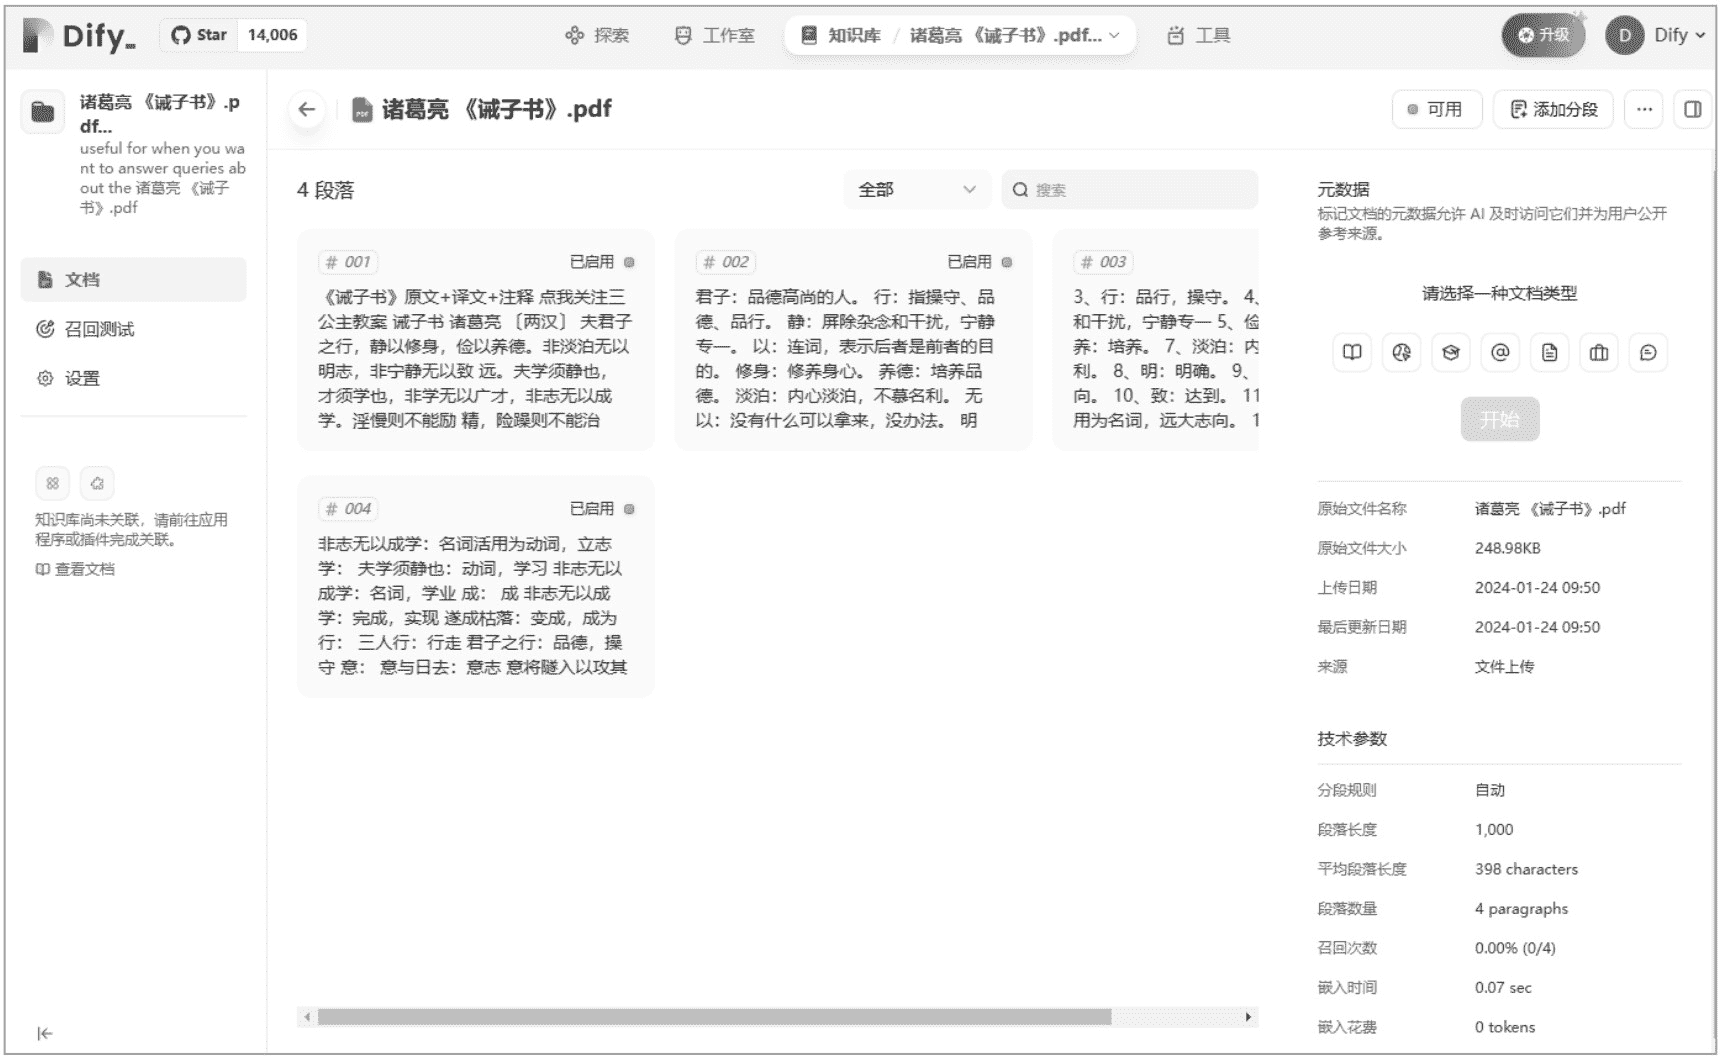 Dify_
Star 14,006
探索
工作室
知识库 / 诸葛亮 《诫子书》.pdf...
工具
升级
D Dify
诸葛亮 《诫子书》.p
df...
useful for when you wa
nt to answer queries ab
out the 诸葛亮 《诫子
书》.pdf
文档
召回测试
设置
知识库尚未关联，请前往应用
程序或插件完成关联。
查看文档
诸葛亮 《诫子书》.pdf
可用
添加分段
4 段落
全部
搜索
# 001 已启用
《诫子书》原文+译文+注释 点我关注三
公主教案 诫子书 诸葛亮 〔两汉〕 夫君子
之行，静以修身，俭以养德。非淡泊无以
明志，非宁静无以致 远。夫学须静也，
才须学也，非学无以广才，非志无以成
学。淫慢则不能励 精，险躁则不能治
# 002 已启用
君子：品德高尚的人。 行：指操守、品
德、品行。 静：屏除杂念和干扰，宁静
专一。 以：连词，表示后者是前者的目
的。 修身：修养身心。 养德：培养品
德。 淡泊：内心淡泊，不慕名利。 无
以：没有什么可以拿来，没办法。 明
# 003
3、行：品行，操守。 4、
和干扰，宁静专一 5、俭
养：培养。 7、淡泊：内
利。 8、明：明确。 9、
向。 10、致：达到。 11
用为名词，远大志向。 1
# 004 已启用
非志无以成学：名词活用为动词，立志
学： 夫学须静也：动词，学习 非志无以
成学：名词，学业 成： 成 非志无以成
学：完成，实现 遂成枯落：变成，成为
行： 三人行：行走 君子之行：品德，操
守 意： 意与日去：意志 意将隧入以攻其
元数据
标记文档的元数据允许 AI 及时访问它们并为用户公开
参考来源。
请选择一种文档类型
开始
原始文件名称 诸葛亮 《诫子书》.pdf
原始文件大小 248.98KB
上传日期 2024-01-24 09:50
最后更新日期 2024-01-24 09:50
来源 文件上传
技术参数
分段规则 自动
段落长度 1,000
平均段落长度 398 characters
段落数量 4 paragraphs
召回次数 0.00% (0/4)
嵌入时间 0.07 sec
嵌入花费 0 tokens